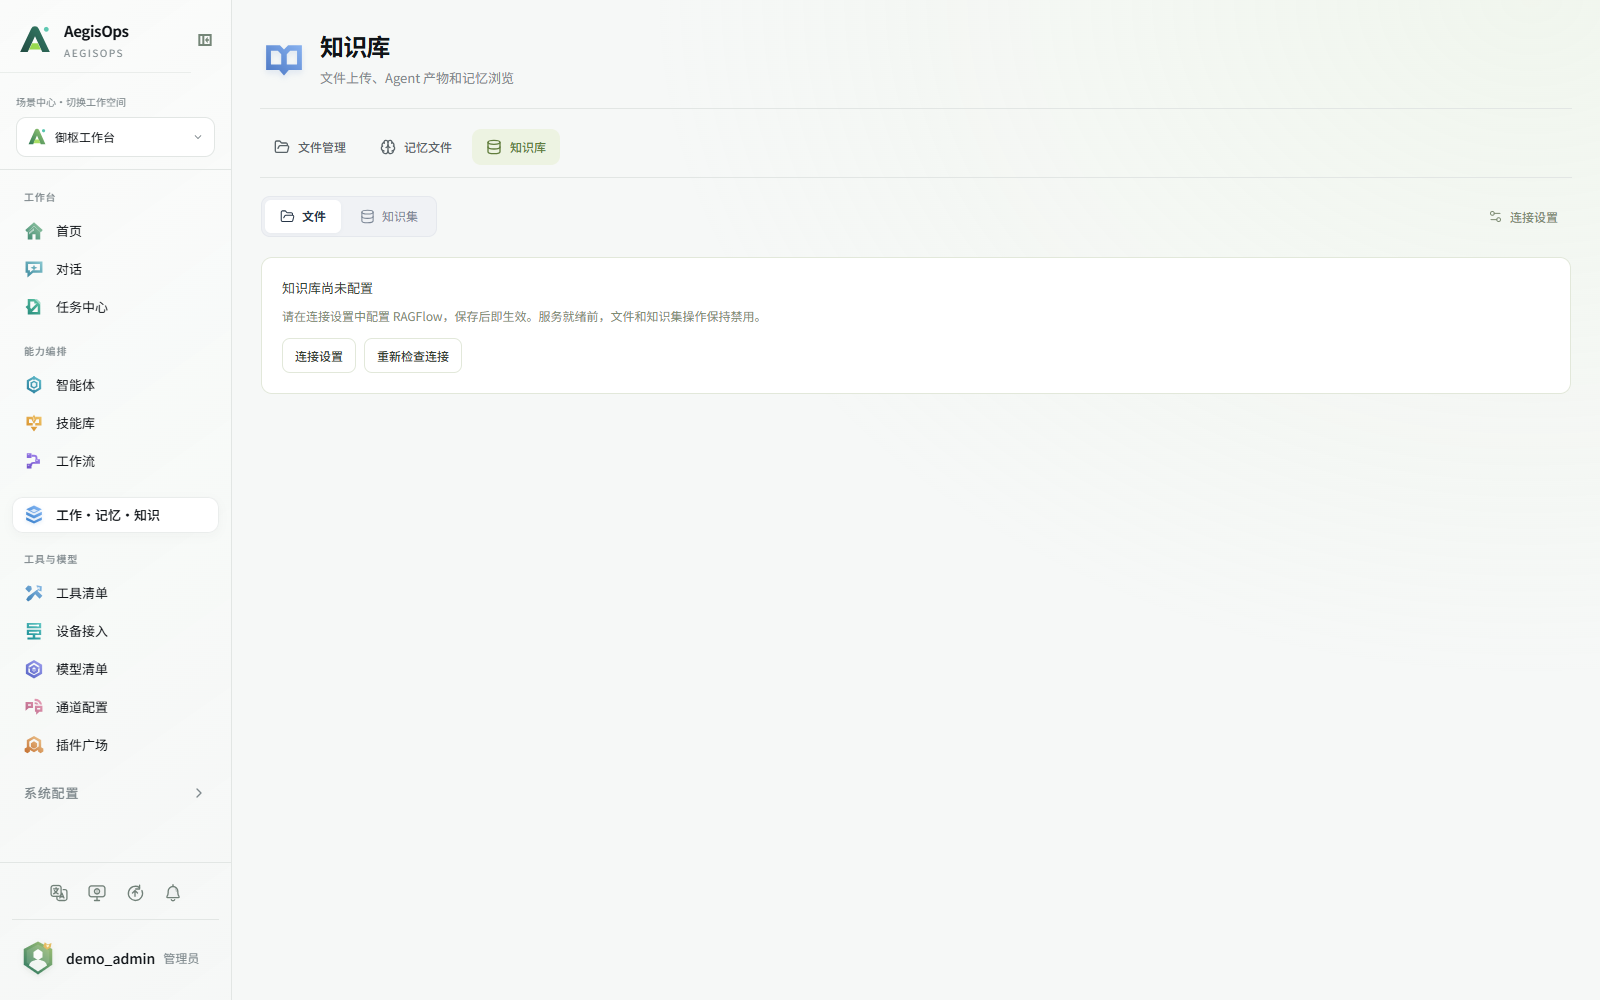 AegisOps
AEGISOPS
场景中心·切换工作空间
御枢工作台
工作台
首页
对话
任务中心
能力编排
智能体
技能库
工作流
工作·记忆·知识
工具与模型
工具清单
设备接入
模型清单
通道配置
插件广场
系统配置
demo_admin 管理员
知识库
文件上传、Agent 产物和记忆浏览
文件管理 记忆文件 知识库
文件 知识集 连接设置
知识库尚未配置
请在连接设置中配置 RAGFlow，保存后即生效。服务就绪前，文件和知识集操作保持禁用。
连接设置 重新检查连接